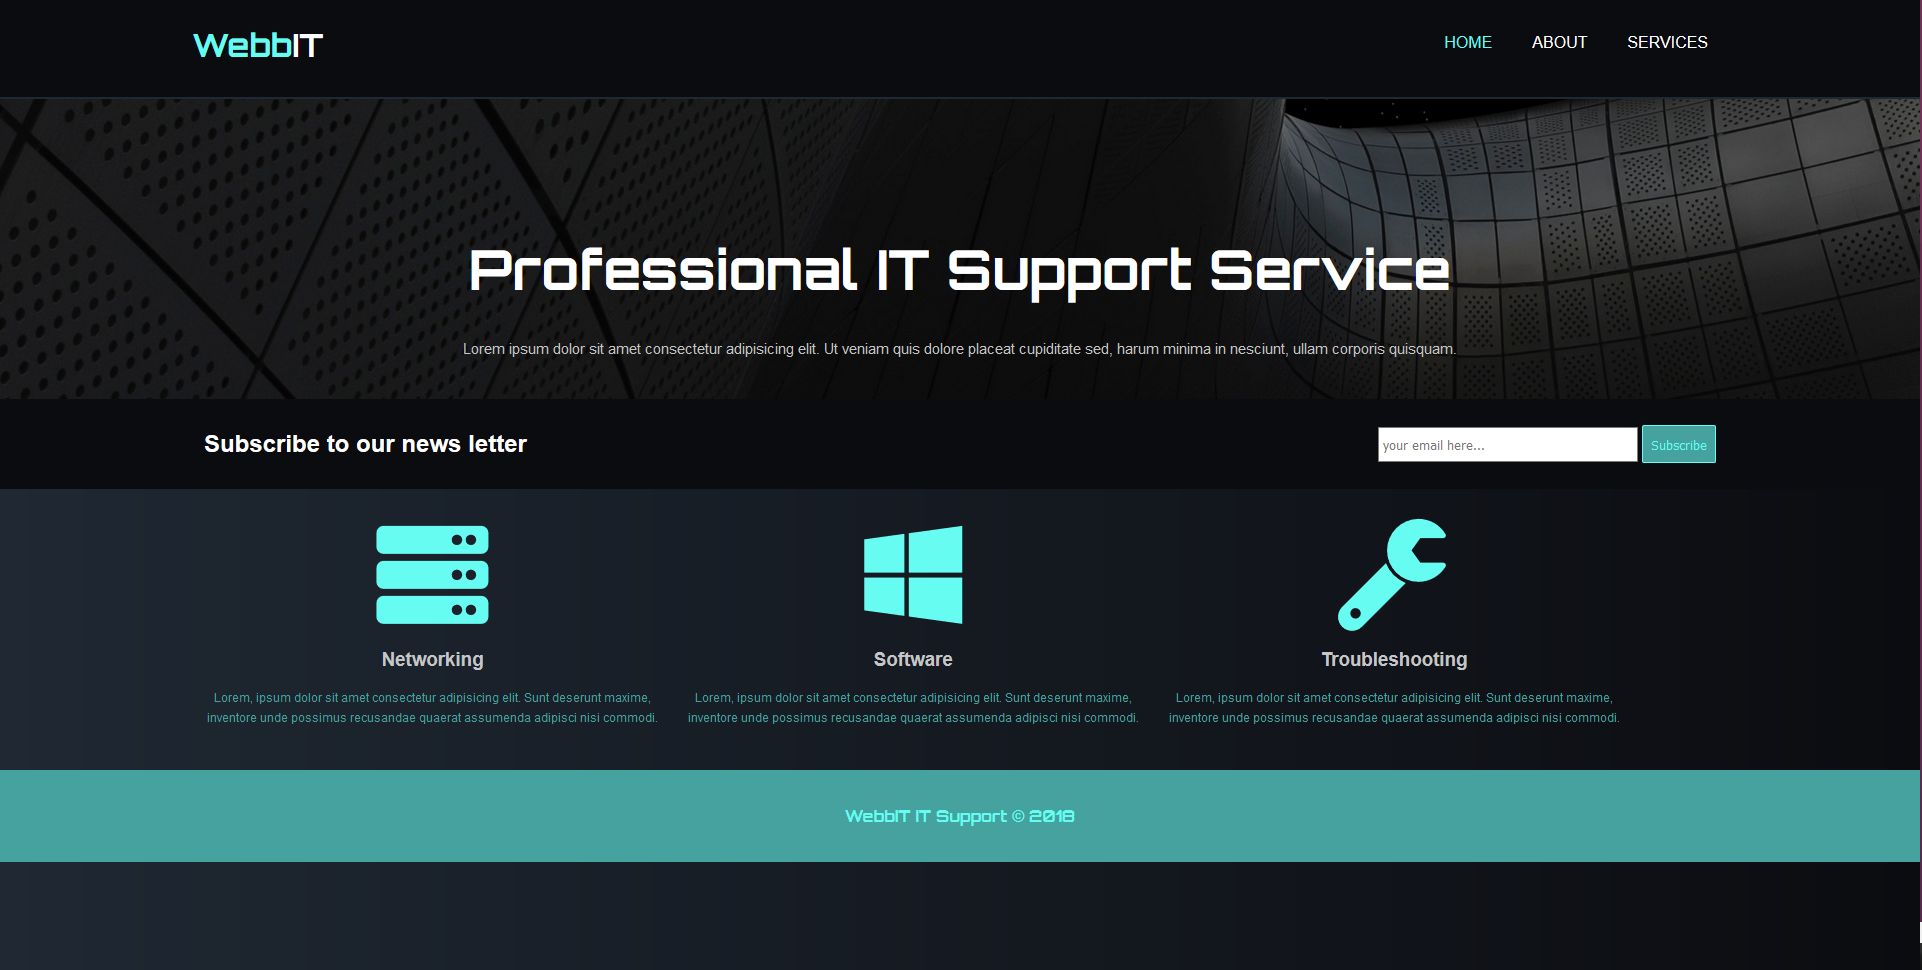 WebbIT
HOME ABOUT SERVICES
Professional IT Support Service
Lorem ipsum dolor sit amet consectetur adipisicing elit. Ut veniam quis dolore placeat cupiditate sed, harum minima in nesciunt, ullam corporis quisquam.
Subscribe to our news letter
your email here...
Subscribe
Networking
Lorem, ipsum dolor sit amet consectetur adipisicing elit. Sunt deserunt maxime,
inventore unde possimus recusandae quaerat assumenda adipisci nisi commodi.
Software
Lorem, ipsum dolor sit amet consectetur adipisicing elit. Sunt deserunt maxime,
inventore unde possimus recusandae quaerat assumenda adipisci nisi commodi.
Troubleshooting
Lorem, ipsum dolor sit amet consectetur adipisicing elit. Sunt deserunt maxime,
inventore unde possimus recusandae quaerat assumenda adipisci nisi commodi.
WebbIT IT Support © 2018